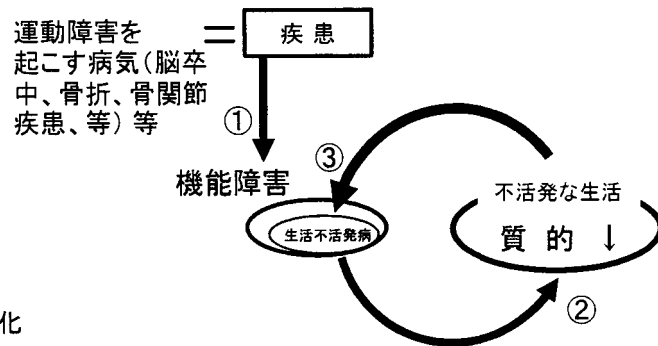 運動障害を
起こす病気（脳卒
中、骨折、骨関節
疾患、等）等
＝
疾患
①
機能障害
③
生活不活発病
不活発な生活
質的 ↓
②
化